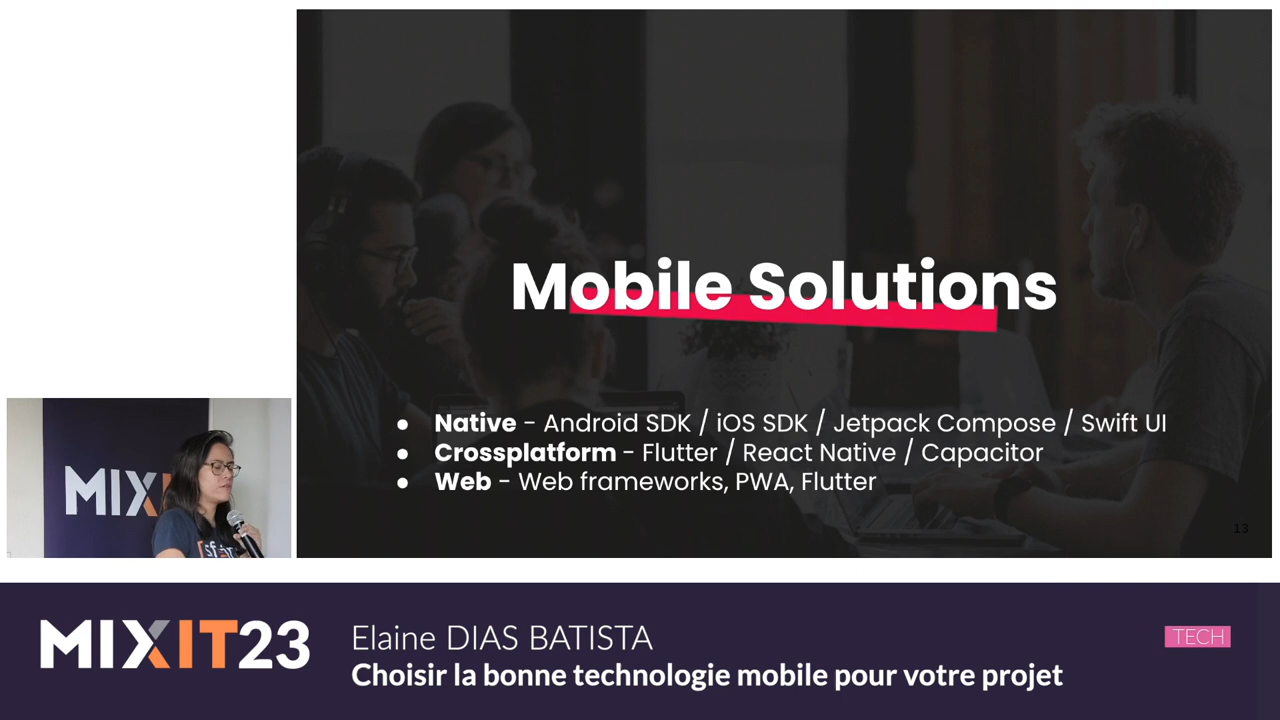 Mobile Solutions
● Native - Android SDK / iOS SDK / Jetpack Compose / Swift UI
● Crossplatform - Flutter / React Native / Capacitor
● Web - Web frameworks, PWA, Flutter
13
MIXI
MIXIT23
Elaine DIAS BATISTA
Choisir la bonne technologie mobile pour votre projet
TECH